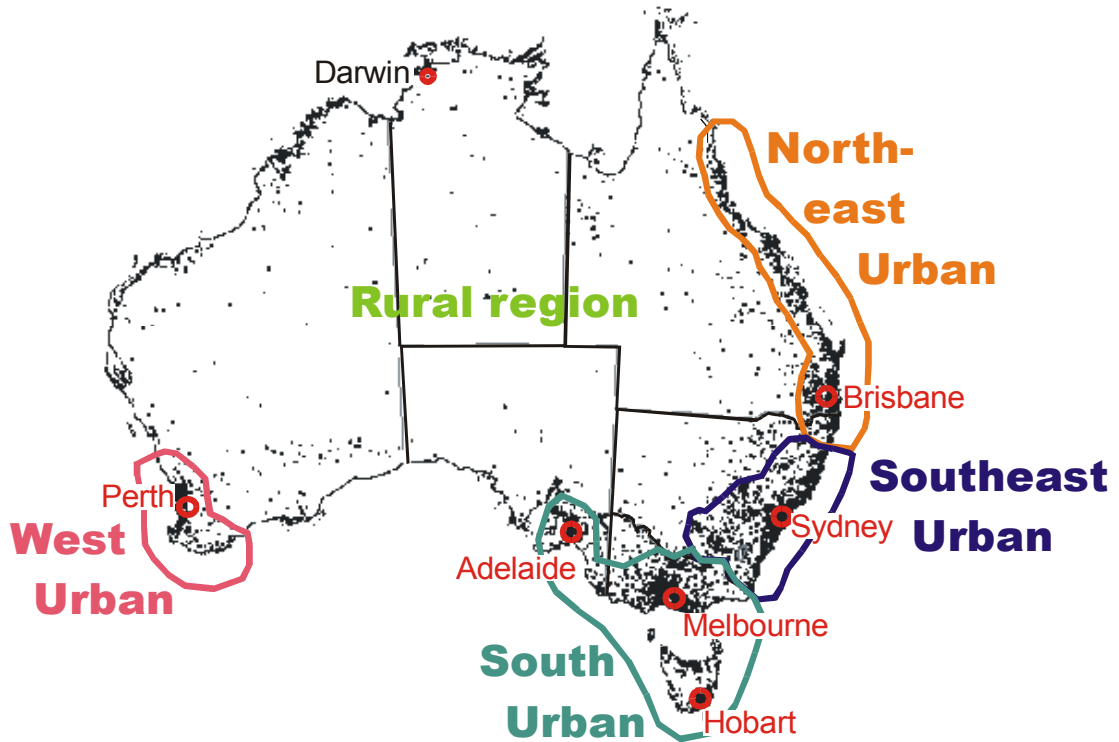 Darwin
North-
east
Urban
Rural region
Brisbane
Southeast
Urban
Perth
Sydney
West
Urban
Adelaide
Melbourne
South
Urban
Hobart